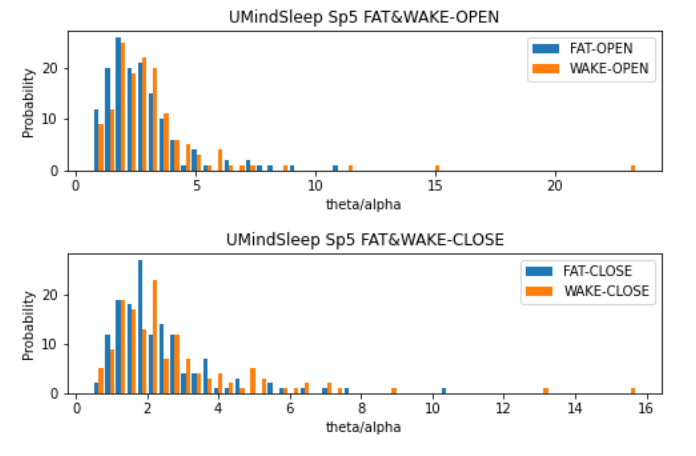 UMindSleep Sp5 FAT&WAKE-OPEN
FAT-OPEN
WAKE-OPEN
Probability
20
10
0
0 5 10 15 20
theta/alpha
UMindSleep Sp5 FAT&WAKE-CLOSE
FAT-CLOSE
WAKE-CLOSE
Probability
20
10
0
0 2 4 6 8 10 12 14 16
theta/alpha